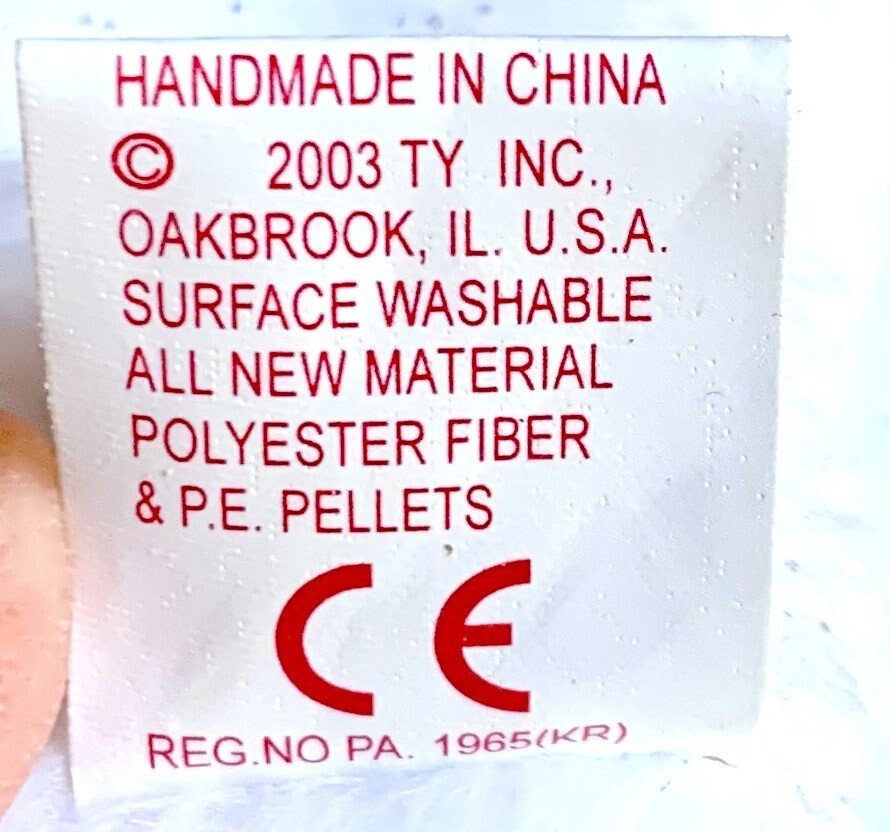 HANDMADE IN CHINA
© 2003 TY INC.,
OAKBROOK, IL. U.S.A.
SURFACE WASHABLE
ALL NEW MATERIAL
POLYESTER FIBER
& P.E. PELLETS
CE
REG.NO PA. 1965(KR)